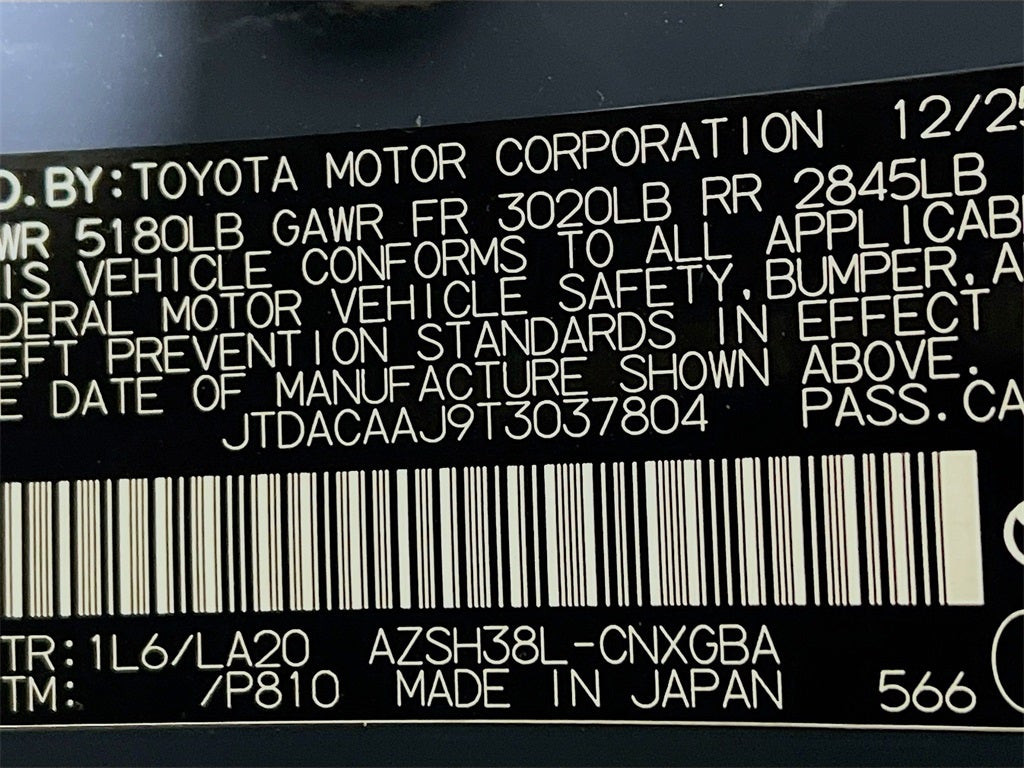 D.BY:TOYOTA MOTOR CORPORATION 12/25
WR 5180LB GAWR FR 3020LB RR 2845LB
IS VEHICLE CONFORMS TO ALL APPLICAB
DERAL MOTOR VEHICLE SAFETY,BUMPER,A
EFT PREVENTION STANDARDS IN EFFECT
E DATE OF MANUFACTURE SHOWN ABOVE.
JTDACAAJ9T3037804 PASS.CA
TR:1L6/LA20 AZSH38L-CNXGBA
TM: /P810 MADE IN JAPAN 566